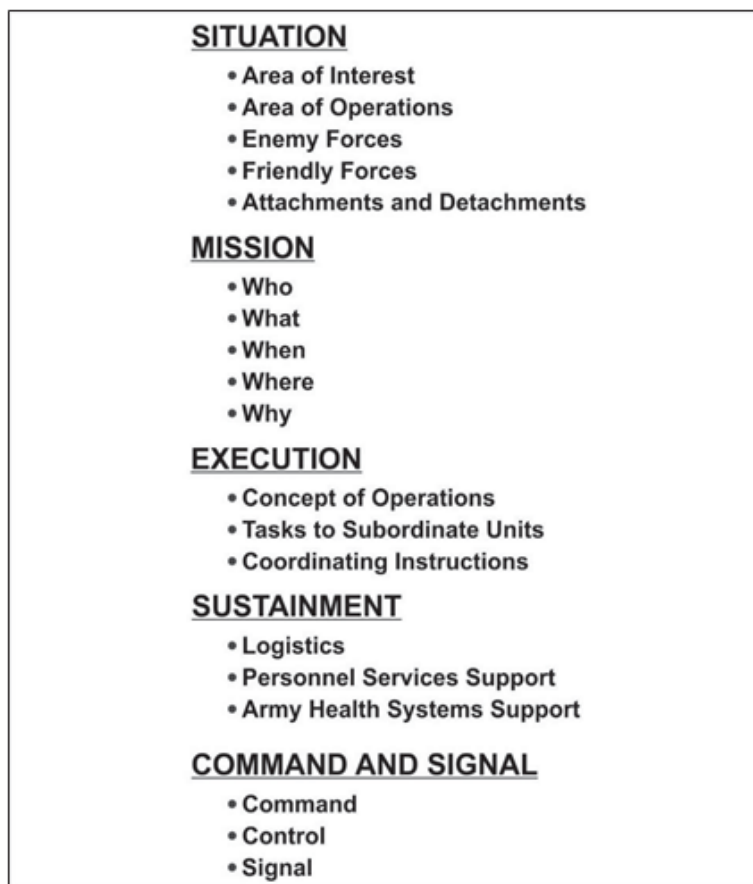 SITUATION
• Area of Interest
• Area of Operations
• Enemy Forces
• Friendly Forces
• Attachments and Detachments
MISSION
• Who
• What
• When
• Where
• Why
EXECUTION
• Concept of Operations
• Tasks to Subordinate Units
• Coordinating Instructions
SUSTAINMENT
• Logistics
• Personnel Services Support
• Army Health Systems Support
COMMAND AND SIGNAL
• Command
• Control
• Signal